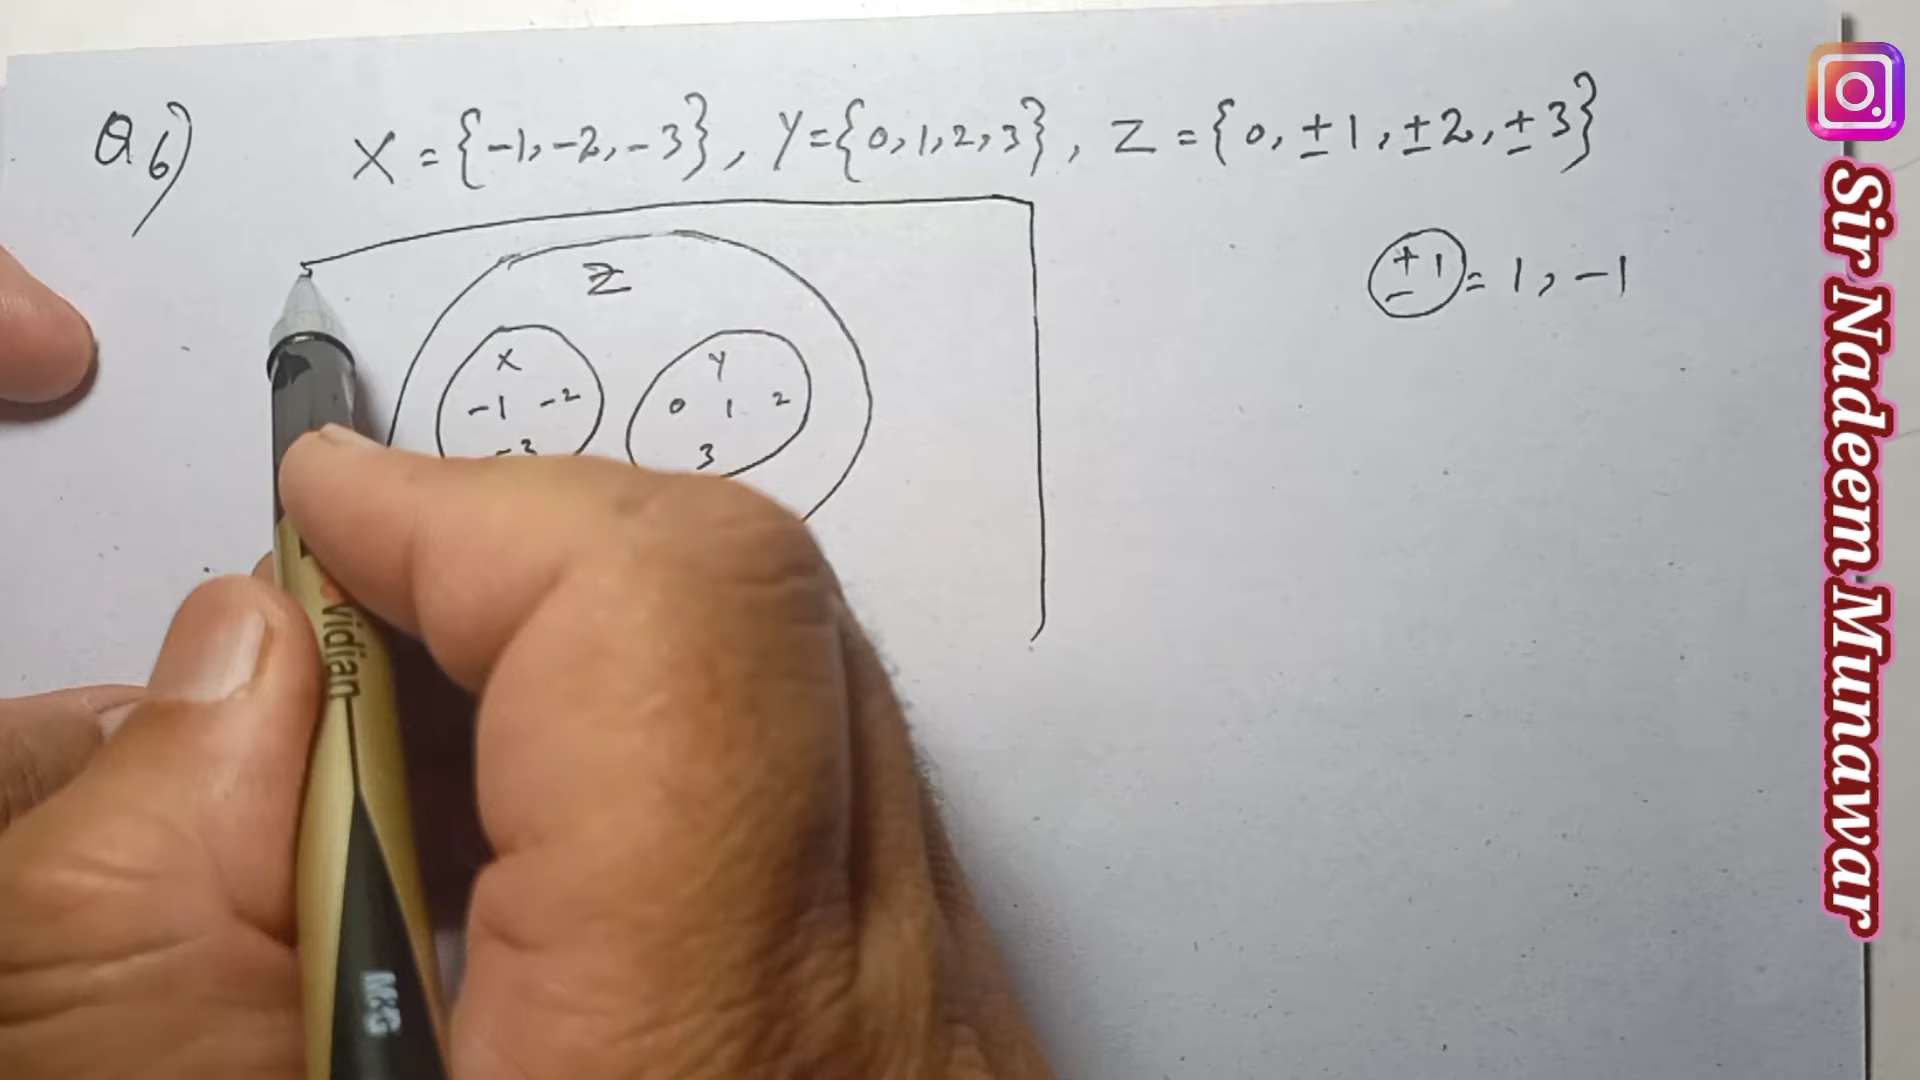 Q6) X = {-1, -2, -3}, Y = {0, 1, 2, 3}, Z = {0, ±1, ±2, ±3}
±1 = 1, -1
Z
X
-1 -2
-3
Y
0 1 2
3
vidian
M&G
Sir Nadeem Munawar